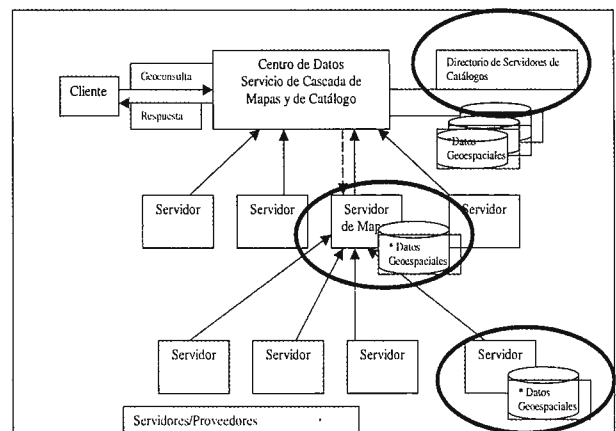 Centro de Datos
Servicio de Cascada de
Mapas y de Catálogo
Directorio de Servidores de
Catálogos
Cliente
Geoconsulta
Respuesta
* Datos
Geoespaciales
Servidor
Servidor
Servidor
de Mapa
Servidor
* Datos
Geoespaciales
Servidor
Servidor
Servidor
Servidor
* Datos
Geoespaciales
Servidores/Proveedores